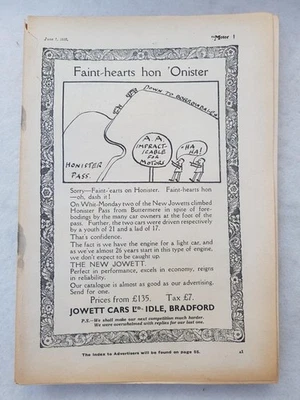 June 7, 1932.
The Motor 1
Faint-hearts hon 'Onister
DOWN TO BORROWDALE
HONISTER
PASS.
A.A
IMPRACT-
ICABLE
FOR
MOTORS
HA
HA!
Sorry—Faint-'earts on Honister. Faint-hearts hon
—oh, dash it!
On Whit-Monday two of the New Jowetts climbed
Honister Pass from Buttermere in spite of fore-
bodings by the many car owners at the foot of the
pass. Further, the two cars were driven respectively
by a youth of 21 and a lad of 17.
That's confidence.
The fact is we have the engine for a light car, and
as we've almost 26 years start in this type of engine,
we don't expect to be caught up.
THE NEW JOWETT.
Perfect in performance, excels in economy, reigns
in reliability.
Our catalogue is almost as good as our advertising.
Send for one.
Prices from £135. Tax £7.
JOWETT CARS LTD IDLE, BRADFORD
P.S.—We shall make our next competition much harder.
We were overwhelmed with replies for our last one.
The Index to Advertisers will be found on page 55.
a1